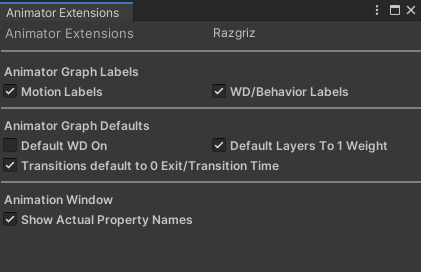 Animator Extensions
Animator Extensions Razgriz
Animator Graph Labels
Motion Labels WD/Behavior Labels
Animator Graph Defaults
Default WD On Default Layers To 1 Weight
Transitions default to 0 Exit/Transition Time
Animation Window
Show Actual Property Names